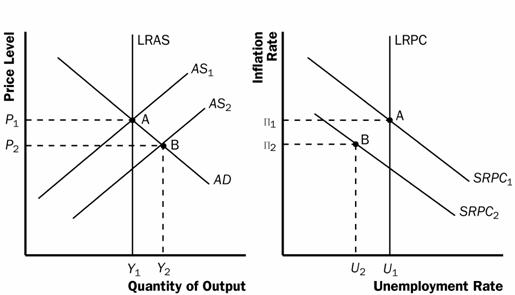 Price Level
LRAS
AS1
AS2
P1
A
P2
B
AD
Y1 Y2
Quantity of Output
Inflation
Rate
LRPC
π1
A
π2
B
SRPC1
SRPC2
U2 U1
Unemployment Rate